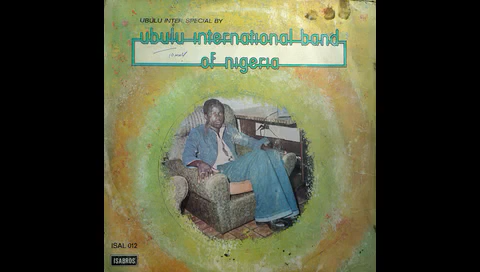 UBULU INTER. SPECIAL BY
ubulu international band
of nigeria
ISAL 012
ISABROS